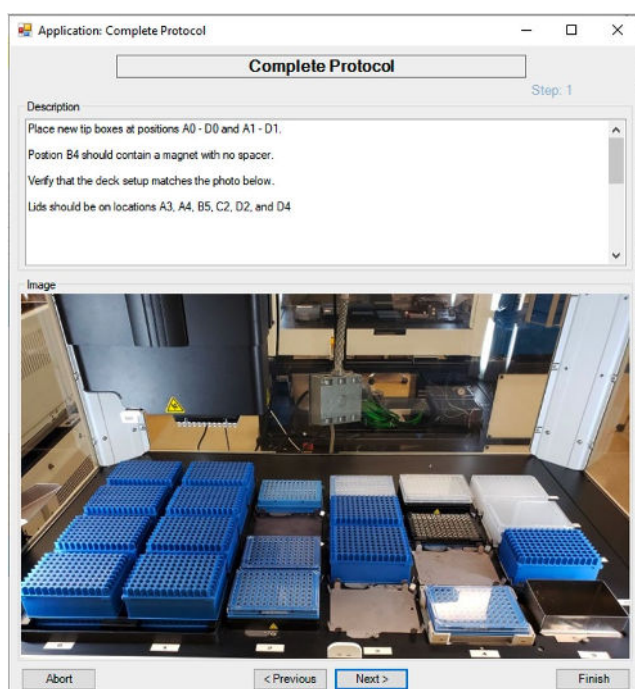 Application: Complete Protocol
Complete Protocol
Step: 1
Description
Place new tip boxes at positions A0 - D0 and A1 - D1.
Postion B4 should contain a magnet with no spacer.
Verify that the deck setup matches the photo below.
Lids should be on locations A3, A4, B5, C2, D2, and D4
Image
Abort
< Previous
Next >
Finish